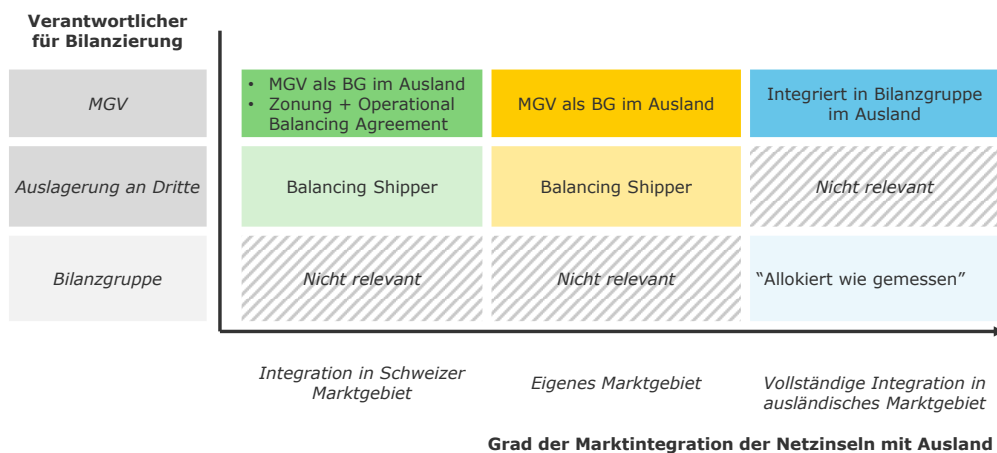 Verantwortlicher
für Bilanzierung
MGV
• MGV als BG im Ausland
• Zonung + Operational
Balancing Agreement
MGV als BG im Ausland
Integriert in Bilanzgruppe
im Ausland
Auslagerung an Dritte
Balancing Shipper
Balancing Shipper
Nicht relevant
Bilanzgruppe
Nicht relevant
Nicht relevant
“Allokiert wie gemessen”
Integration in Schweizer
Marktgebiet
Eigenes Marktgebiet
Vollständige Integration in
ausländisches Marktgebiet
Grad der Marktintegration der Netzinseln mit Ausland